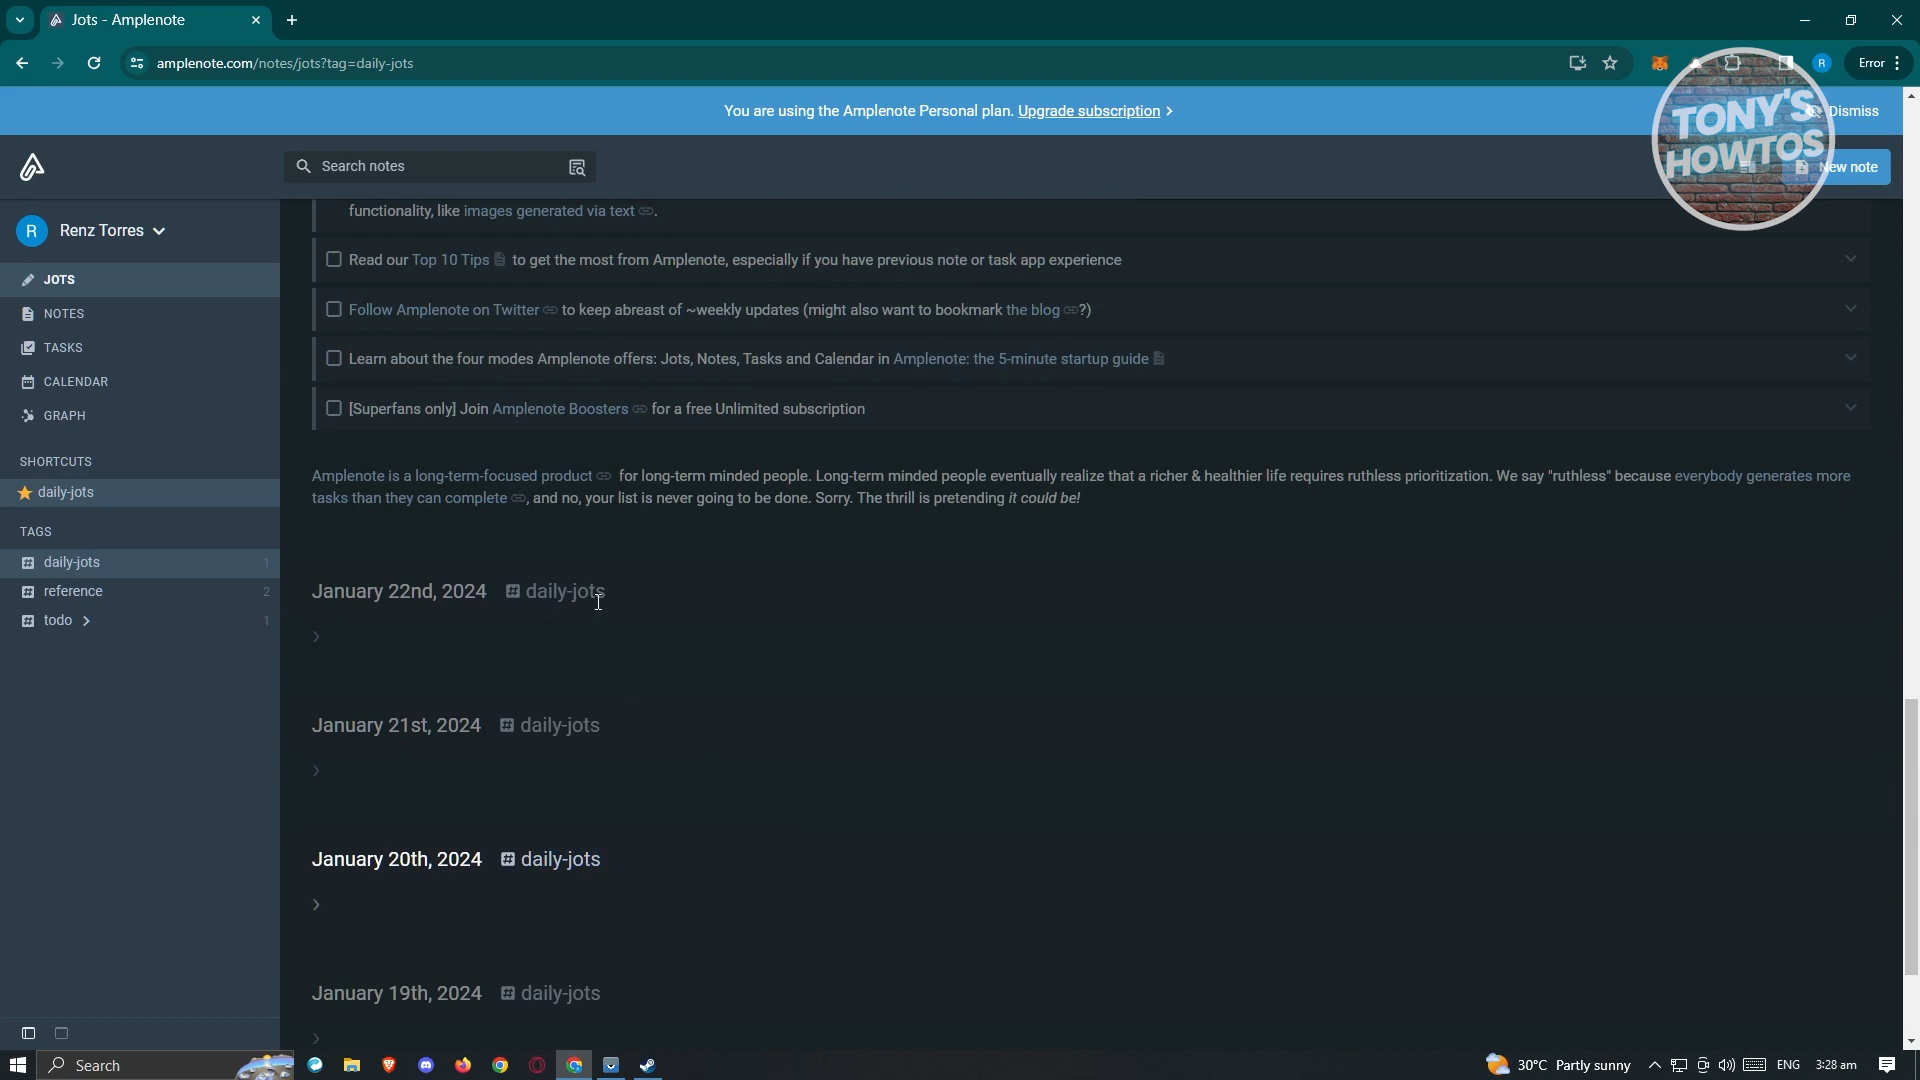 Jots - Amplenote
amplenote.com/notes/jots?tag=daily-jots
R
Error
You are using the Amplenote Personal plan. Upgrade subscription >
Dismiss
TONY'S
HOWTOS
Search notes
New note
functionality, like images generated via text
R Renz Torres
Read our Top 10 Tips to get the most from Amplenote, especially if you have previous note or task app experience
JOTS
NOTES
Follow Amplenote on Twitter to keep abreast of ~weekly updates (might also want to bookmark the blog ?)
TASKS
Learn about the four modes Amplenote offers: Jots, Notes, Tasks and Calendar in Amplenote: the 5-minute startup guide
CALENDAR
GRAPH
[Superfans only] Join Amplenote Boosters for a free Unlimited subscription
SHORTCUTS
daily-jots
Amplenote is a long-term-focused product for long-term minded people. Long-term minded people eventually realize that a richer & healthier life requires ruthless prioritization. We say "ruthless" because everybody generates more
tasks than they can complete , and no, your list is never going to be done. Sorry. The thrill is pretending it could be!
TAGS
daily-jots 1
reference 2
todo > 1
January 22nd, 2024 # daily-jots
January 21st, 2024 # daily-jots
January 20th, 2024 # daily-jots
January 19th, 2024 # daily-jots
Search
30°C Partly sunny
ENG
3:28 am